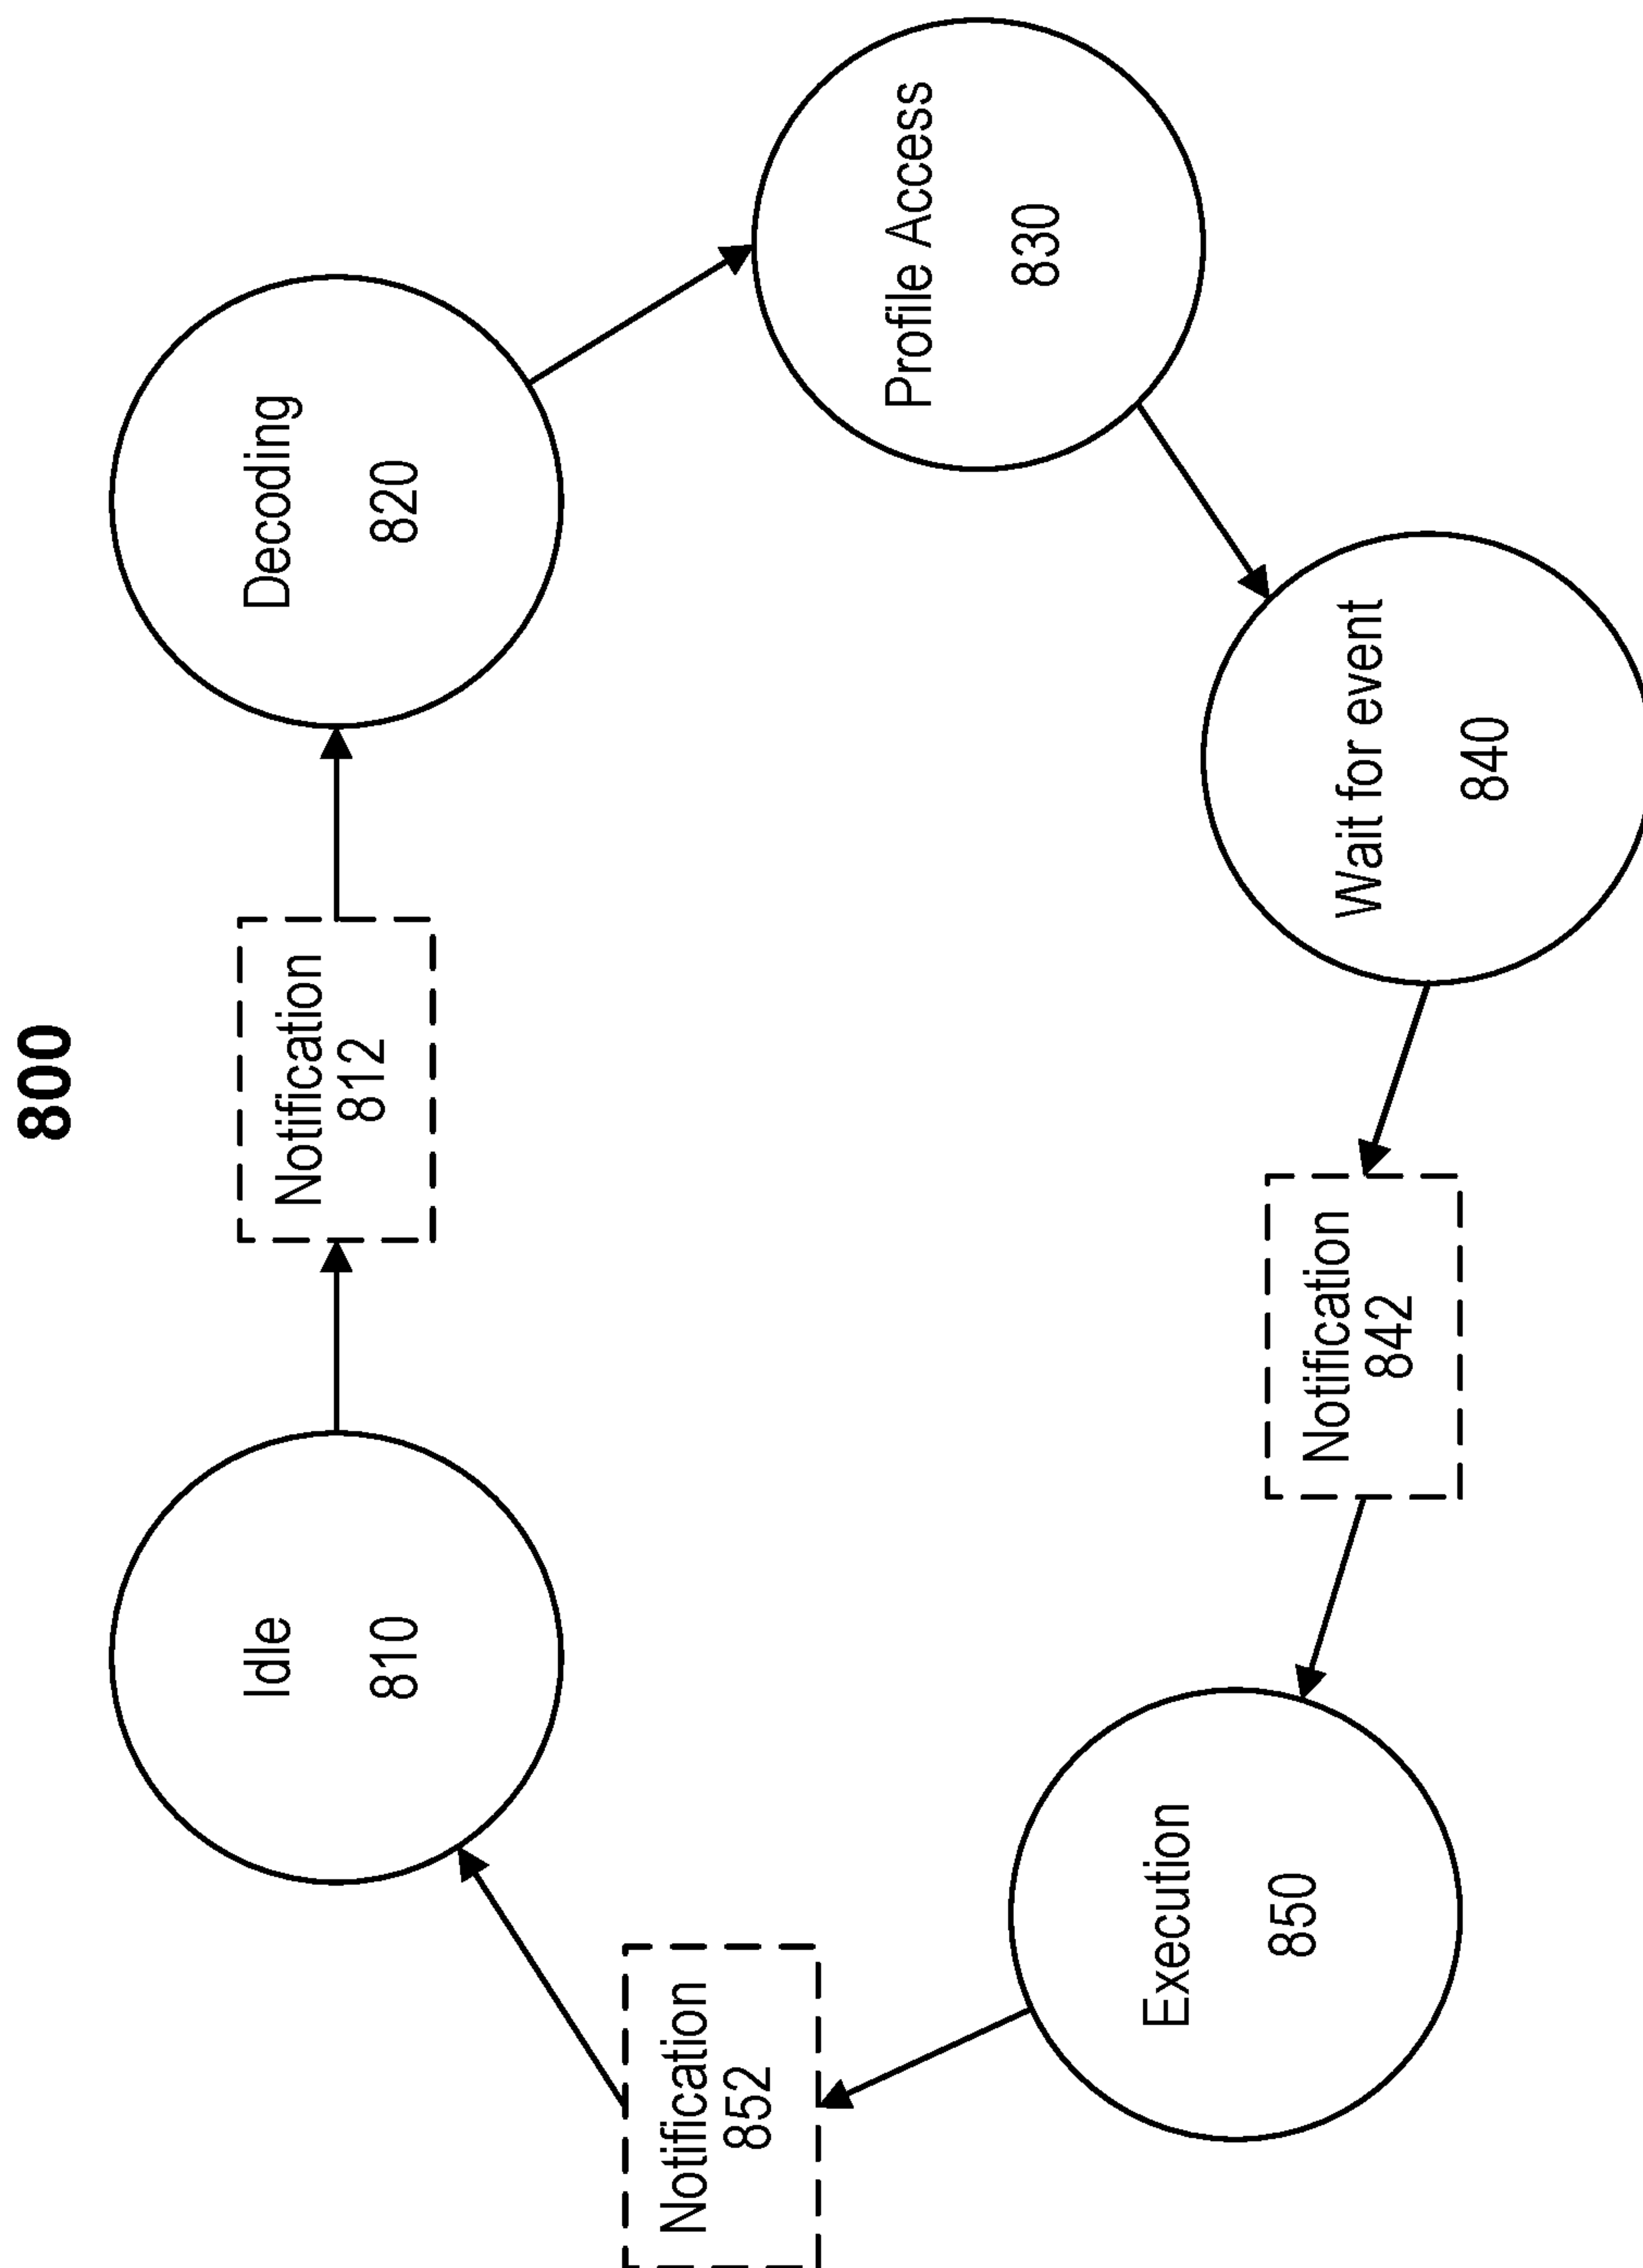 800
Idle
810
Notification
812
Decoding
820
Profile Access
830
Wait for event
840
Notification
842
Execution
850
Notification
852